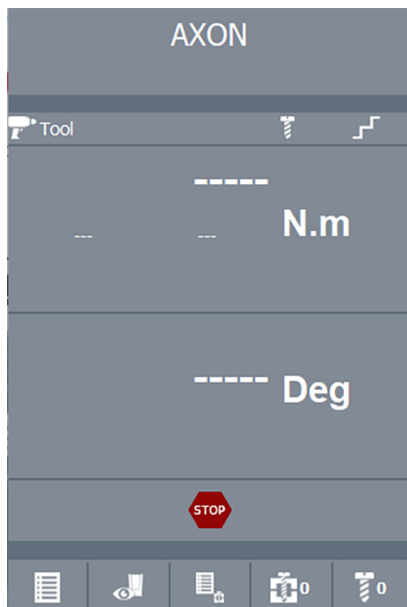 AXON
Tool
-----
--- --- N.m
----- Deg
STOP
0 0